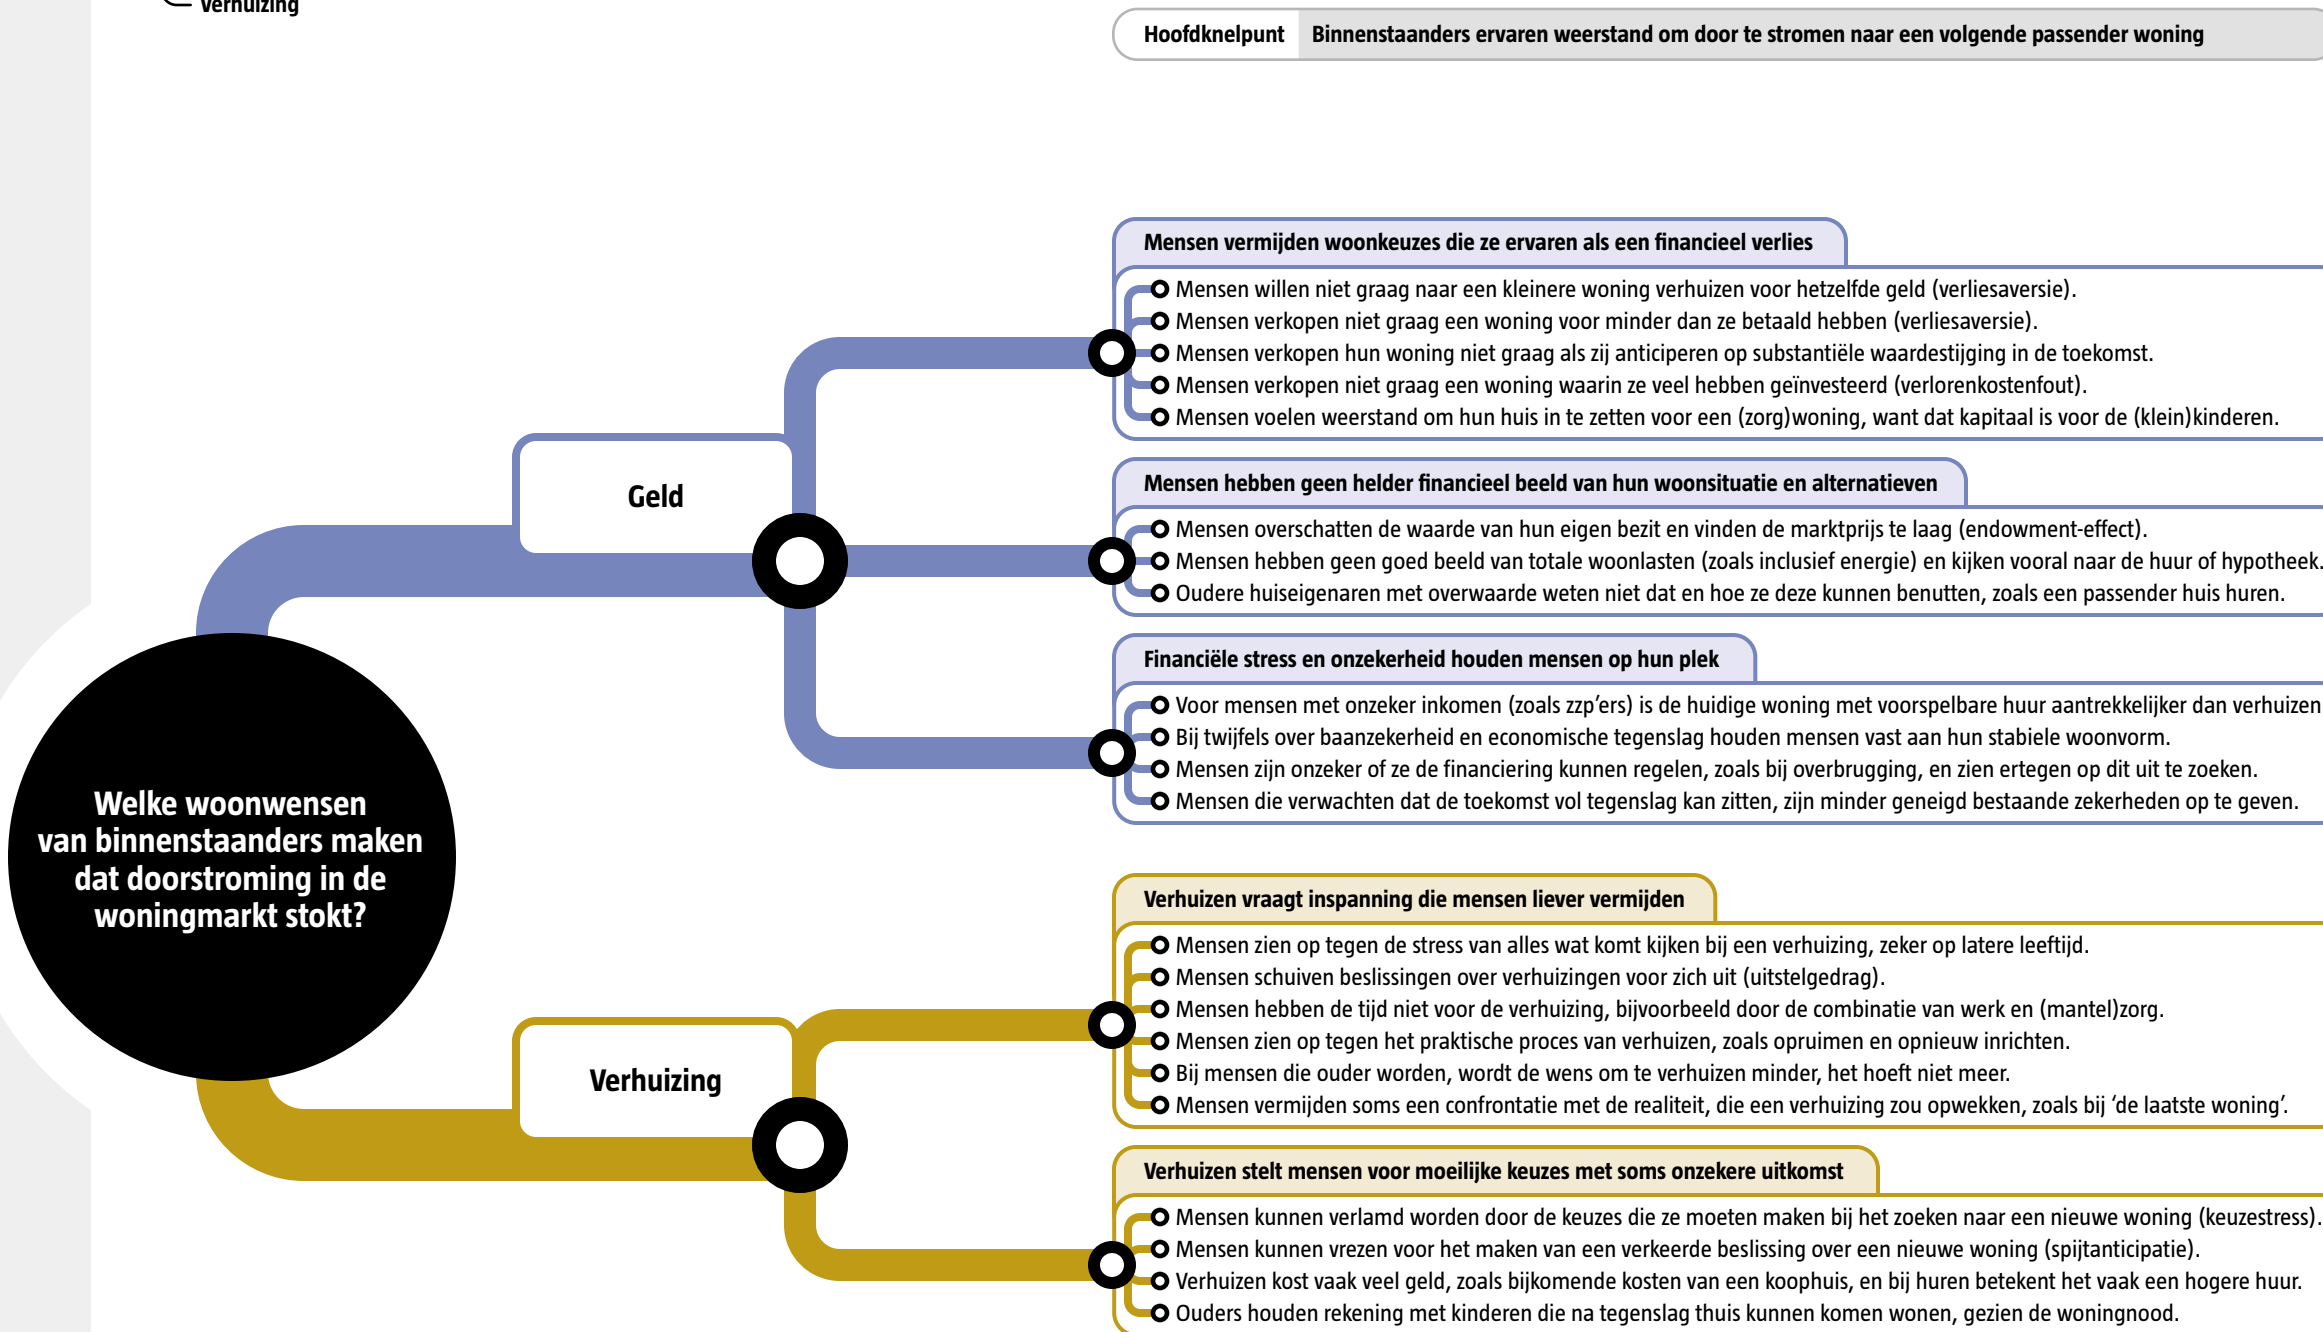 Verhuizing
Hoofdknelpunt Binnenstaanders ervaren weerstand om door te stromen naar een volgende passender woning
Mensen vermijden woonkeuzes die ze ervaren als een financieel verlies
Mensen willen niet graag naar een kleinere woning verhuizen voor hetzelfde geld (verliesaversie).
Mensen verkopen niet graag een woning voor minder dan ze betaald hebben (verliesaversie).
Mensen verkopen hun woning niet graag als zij anticiperen op substantiële waardestijging in de toekomst.
Mensen verkopen niet graag een woning waarin ze veel hebben geïnvesteerd (verlorenkostenfout).
Mensen voelen weerstand om hun huis in te zetten voor een (zorg)woning, want dat kapitaal is voor de (klein)kinderen.
Geld
Mensen hebben geen helder financieel beeld van hun woonsituatie en alternatieven
Mensen overschatten de waarde van hun eigen bezit en vinden de marktprijs te laag (endowment-effect).
Mensen hebben geen goed beeld van totale woonlasten (zoals inclusief energie) en kijken vooral naar de huur of hypotheek.
Oudere huiseigenaren met overwaarde weten niet dat en hoe ze deze kunnen benutten, zoals een passender huis huren.
Financiële stress en onzekerheid houden mensen op hun plek
Voor mensen met onzeker inkomen (zoals zzp'ers) is de huidige woning met voorspelbare huur aantrekkelijker dan verhuizen
Bij twijfels over baanzekerheid en economische tegenslag houden mensen vast aan hun stabiele woonvorm.
Mensen zijn onzeker of ze de financiering kunnen regelen, zoals bij overbrugging, en zien ertegen op dit uit te zoeken.
Mensen die verwachten dat de toekomst vol tegenslag kan zitten, zijn minder geneigd bestaande zekerheden op te geven.
Welke woonwensen
van binnenstaanders maken
dat doorstroming in de
woningmarkt stokt?
Verhuizen vraagt inspanning die mensen liever vermijden
Mensen zien op tegen de stress van alles wat komt kijken bij een verhuizing, zeker op latere leeftijd.
Mensen schuiven beslissingen over verhuizingen voor zich uit (uitstelgedrag).
Mensen hebben de tijd niet voor de verhuizing, bijvoorbeeld door de combinatie van werk en (mantel)zorg.
Mensen zien op tegen het praktische proces van verhuizen, zoals opruimen en opnieuw inrichten.
Bij mensen die ouder worden, wordt de wens om te verhuizen minder, het hoeft niet meer.
Mensen vermijden soms een confrontatie met de realiteit, die een verhuizing zou opwekken, zoals bij 'de laatste woning'.
Verhuizing
Verhuizen stelt mensen voor moeilijke keuzes met soms onzekere uitkomst
Mensen kunnen verlamd worden door de keuzes die ze moeten maken bij het zoeken naar een nieuwe woning (keuzestress).
Mensen kunnen vrezen voor het maken van een verkeerde beslissing over een nieuwe woning (spijtanticipatie).
Verhuizen kost vaak veel geld, zoals bijkomende kosten van een koophuis, en bij huren betekent het vaak een hogere huur.
Ouders houden rekening met kinderen die na tegenslag thuis kunnen komen wonen, gezien de woningnood.